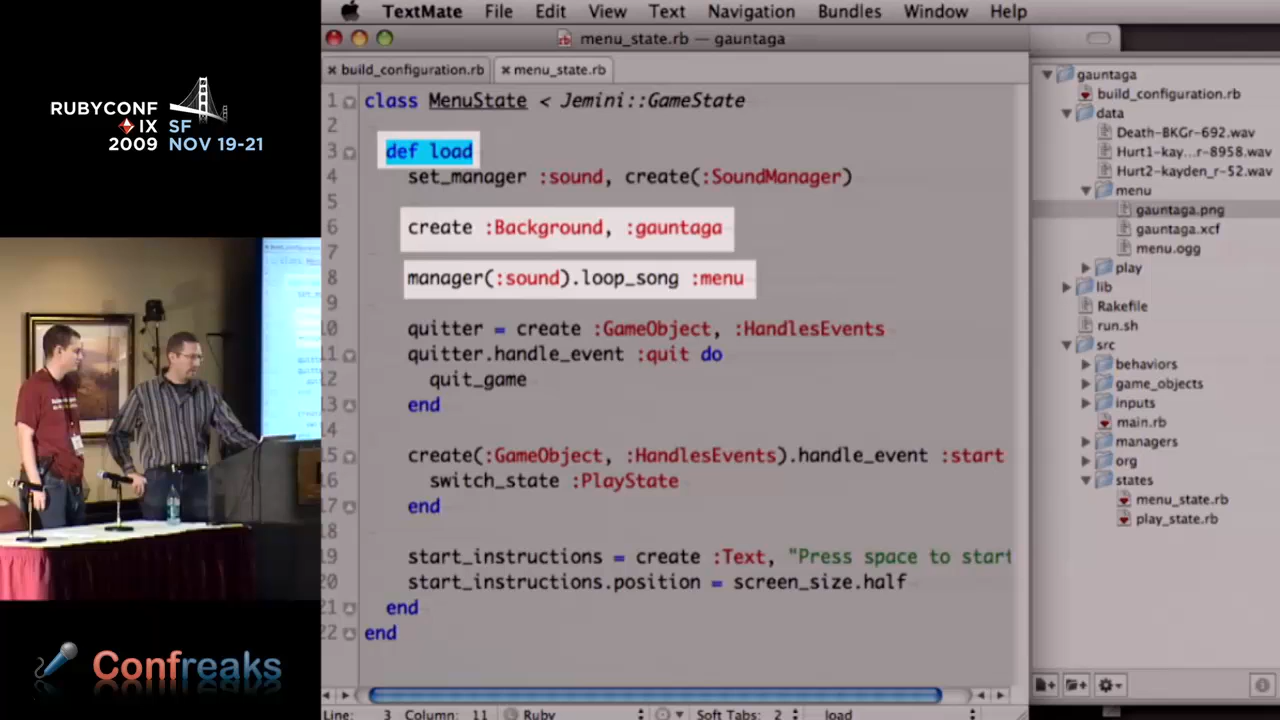 TextMate File Edit View Text Navigation Bundles Window Help
menu_state.rb — gauntaga
build_configuration.rb
menu_state.rb
1 class MenuState < Jemini::GameState
2
3 def load
4 set_manager :sound, create(:SoundManager)
5
6 create :Background, :gauntaga
7
8 manager(:sound).loop_song :menu
9
10 quitter = create :GameObject, :HandlesEvents
11 quitter.handle_event :quit do
12 quit_game
13 end
14
15 create(:GameObject, :HandlesEvents).handle_event :start
16 switch_state :PlayState
17 end
18
19 start_instructions = create :Text, "Press space to start
20 start_instructions.position = screen_size.half
21 end
22 end
Line: 3 Column: 11 Ruby Soft Tabs: 2 load
gauntaga
build_configuration.rb
data
Death-BKGr-692.wav
Hurt1-kay...r-8958.wav
Hurt2-kayden_r-52.wav
menu
gauntaga.png
gauntaga.xcf
menu.ogg
play
lib
Rakefile
run.sh
src
behaviors
game_objects
inputs
main.rb
managers
org
states
menu_state.rb
play_state.rb
RUBYCONF
IX SF
2009 NOV 19-21
Confreaks